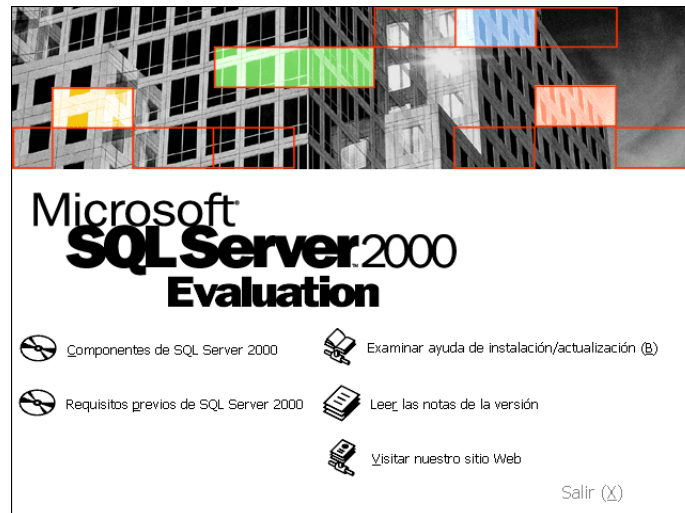 Microsoft®
SQL Server™ 2000
Evaluation
Componentes de SQL Server 2000
Requisitos previos de SQL Server 2000
Examinar ayuda de instalación/actualización (B)
Leer las notas de la versión
Visitar nuestro sitio Web
Salir (X)